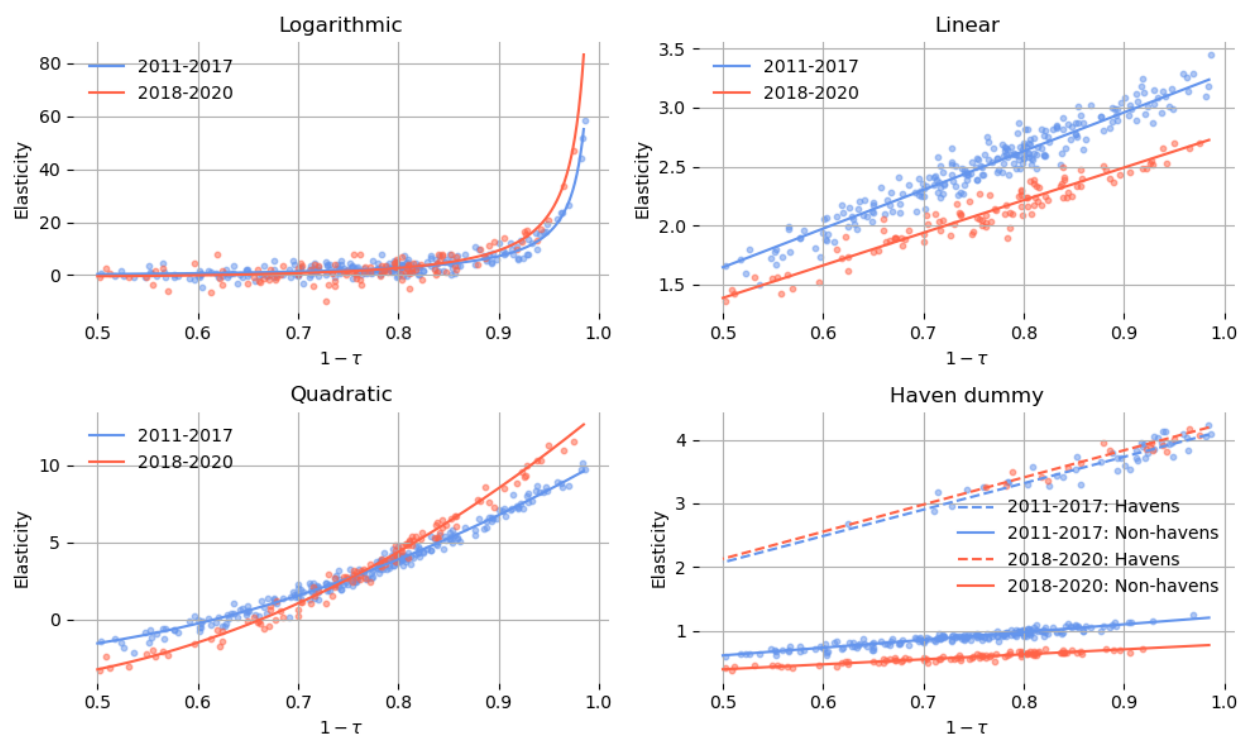 Logarithmic
80
60
40
20
0
Elasticity
2011-2017
2018-2020
0.5 0.6 0.7 0.8 0.9 1.0
1 − τ
Linear
3.5
3.0
2.5
2.0
1.5
Elasticity
2011-2017
2018-2020
0.5 0.6 0.7 0.8 0.9 1.0
1 − τ
Quadratic
10
5
0
Elasticity
2011-2017
2018-2020
0.5 0.6 0.7 0.8 0.9 1.0
1 − τ
Haven dummy
4
3
2
1
Elasticity
2011-2017: Havens
2011-2017: Non-havens
2018-2020: Havens
2018-2020: Non-havens
0.5 0.6 0.7 0.8 0.9 1.0
1 − τ